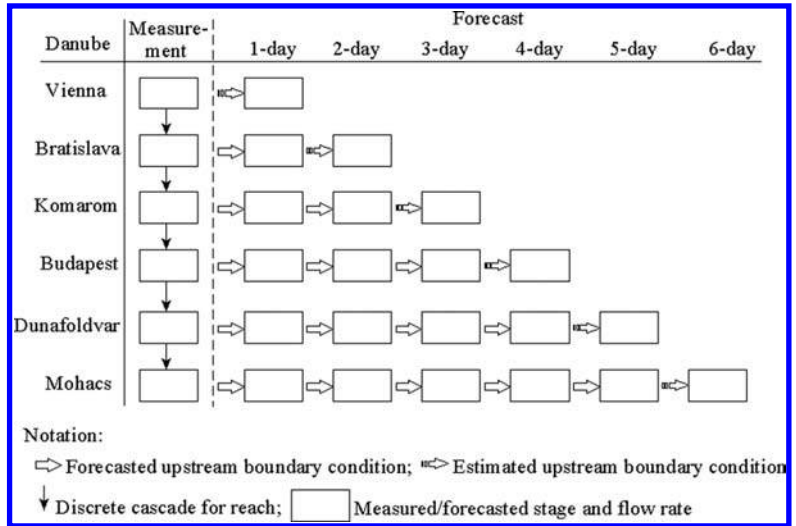 Forecast
Danube Measure-
ment 1-day 2-day 3-day 4-day 5-day 6-day
Vienna
Bratislava
Komarom
Budapest
Dunafoldvar
Mohacs
Notation:
Forecasted upstream boundary condition; Estimated upstream boundary condition
Discrete cascade for reach; Measured/forecasted stage and flow rate